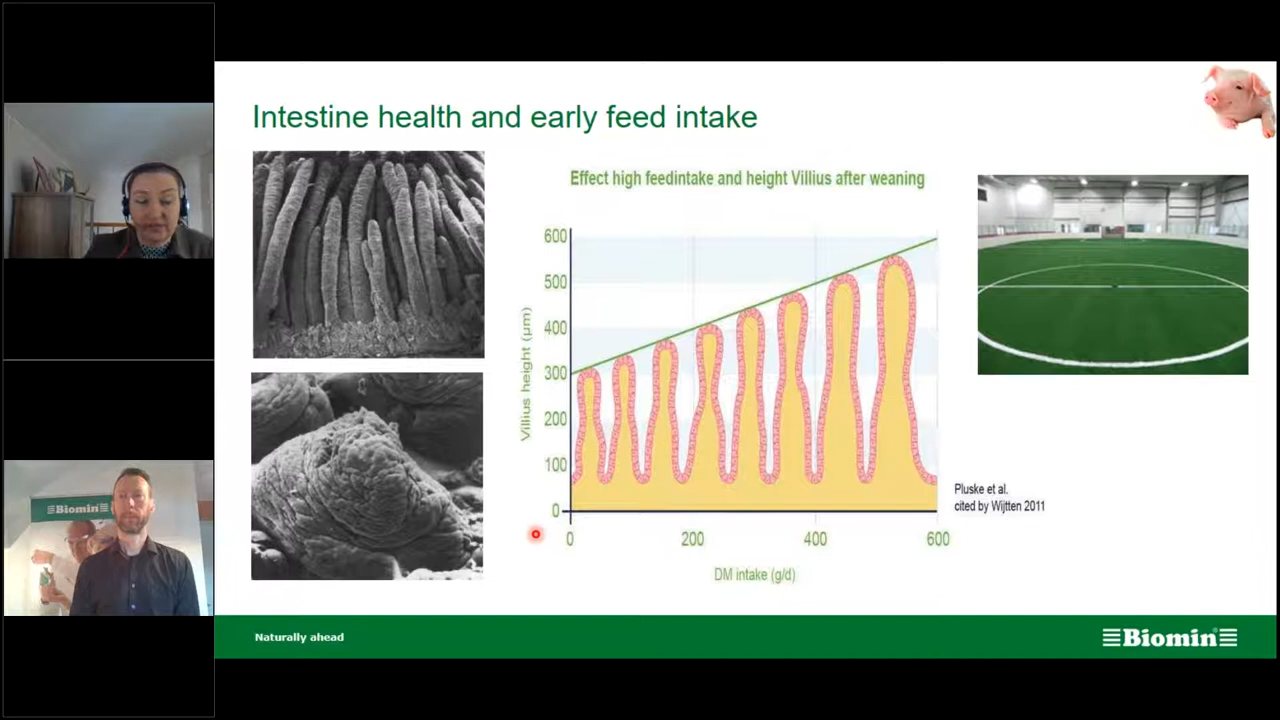 Intestine health and early feed intake
Effect high feedintake and height Villius after weaning
600
500
400
300
200
100
0
Villius height (µm)
0
200
400
600
DM intake (g/d)
Pluske et al.
cited by Wijtten 2011
Biomin
Naturally ahead
Biomin